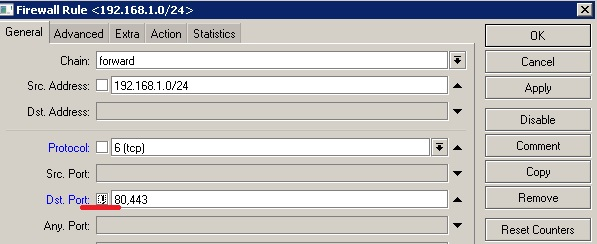 Firewall Rule <192.168.1.0/24>
General Advanced Extra Action Statistics
OK
Chain: forward
Cancel
Src. Address: 192.168.1.0/24
Apply
Dst. Address:
Disable
Protocol: 6 (tcp)
Comment
Src. Port:
Copy
Dst. Port: ! 80,443
Remove
Any. Port:
Reset Counters